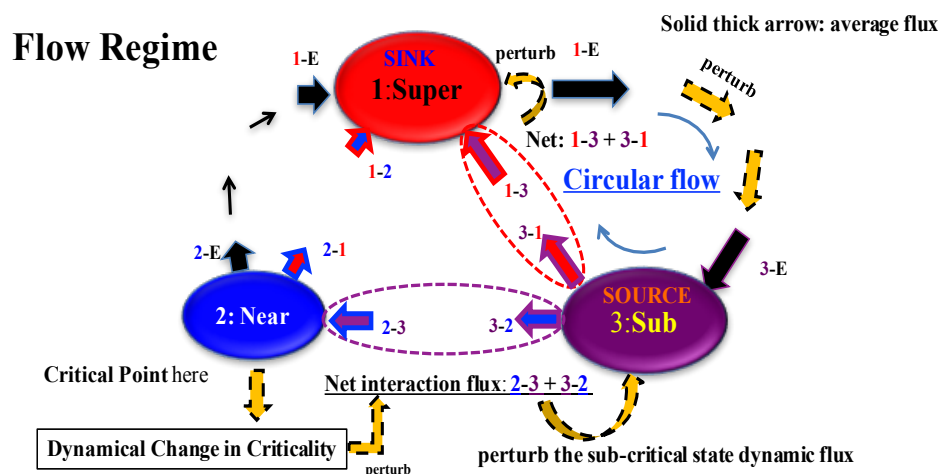 Flow Regime
Solid thick arrow: average flux
1-E
SINK
1:Super
perturb
1-E
perturb
Net: 1-3 + 3-1
1-2
1-3
Circular flow
3-1
2-E
2-1
3-E
2: Near
2-3
3-2
SOURCE
3:Sub
Critical Point here
Net interaction flux: 2-3 + 3-2
Dynamical Change in Criticality
perturb
perturb the sub-critical state dynamic flux